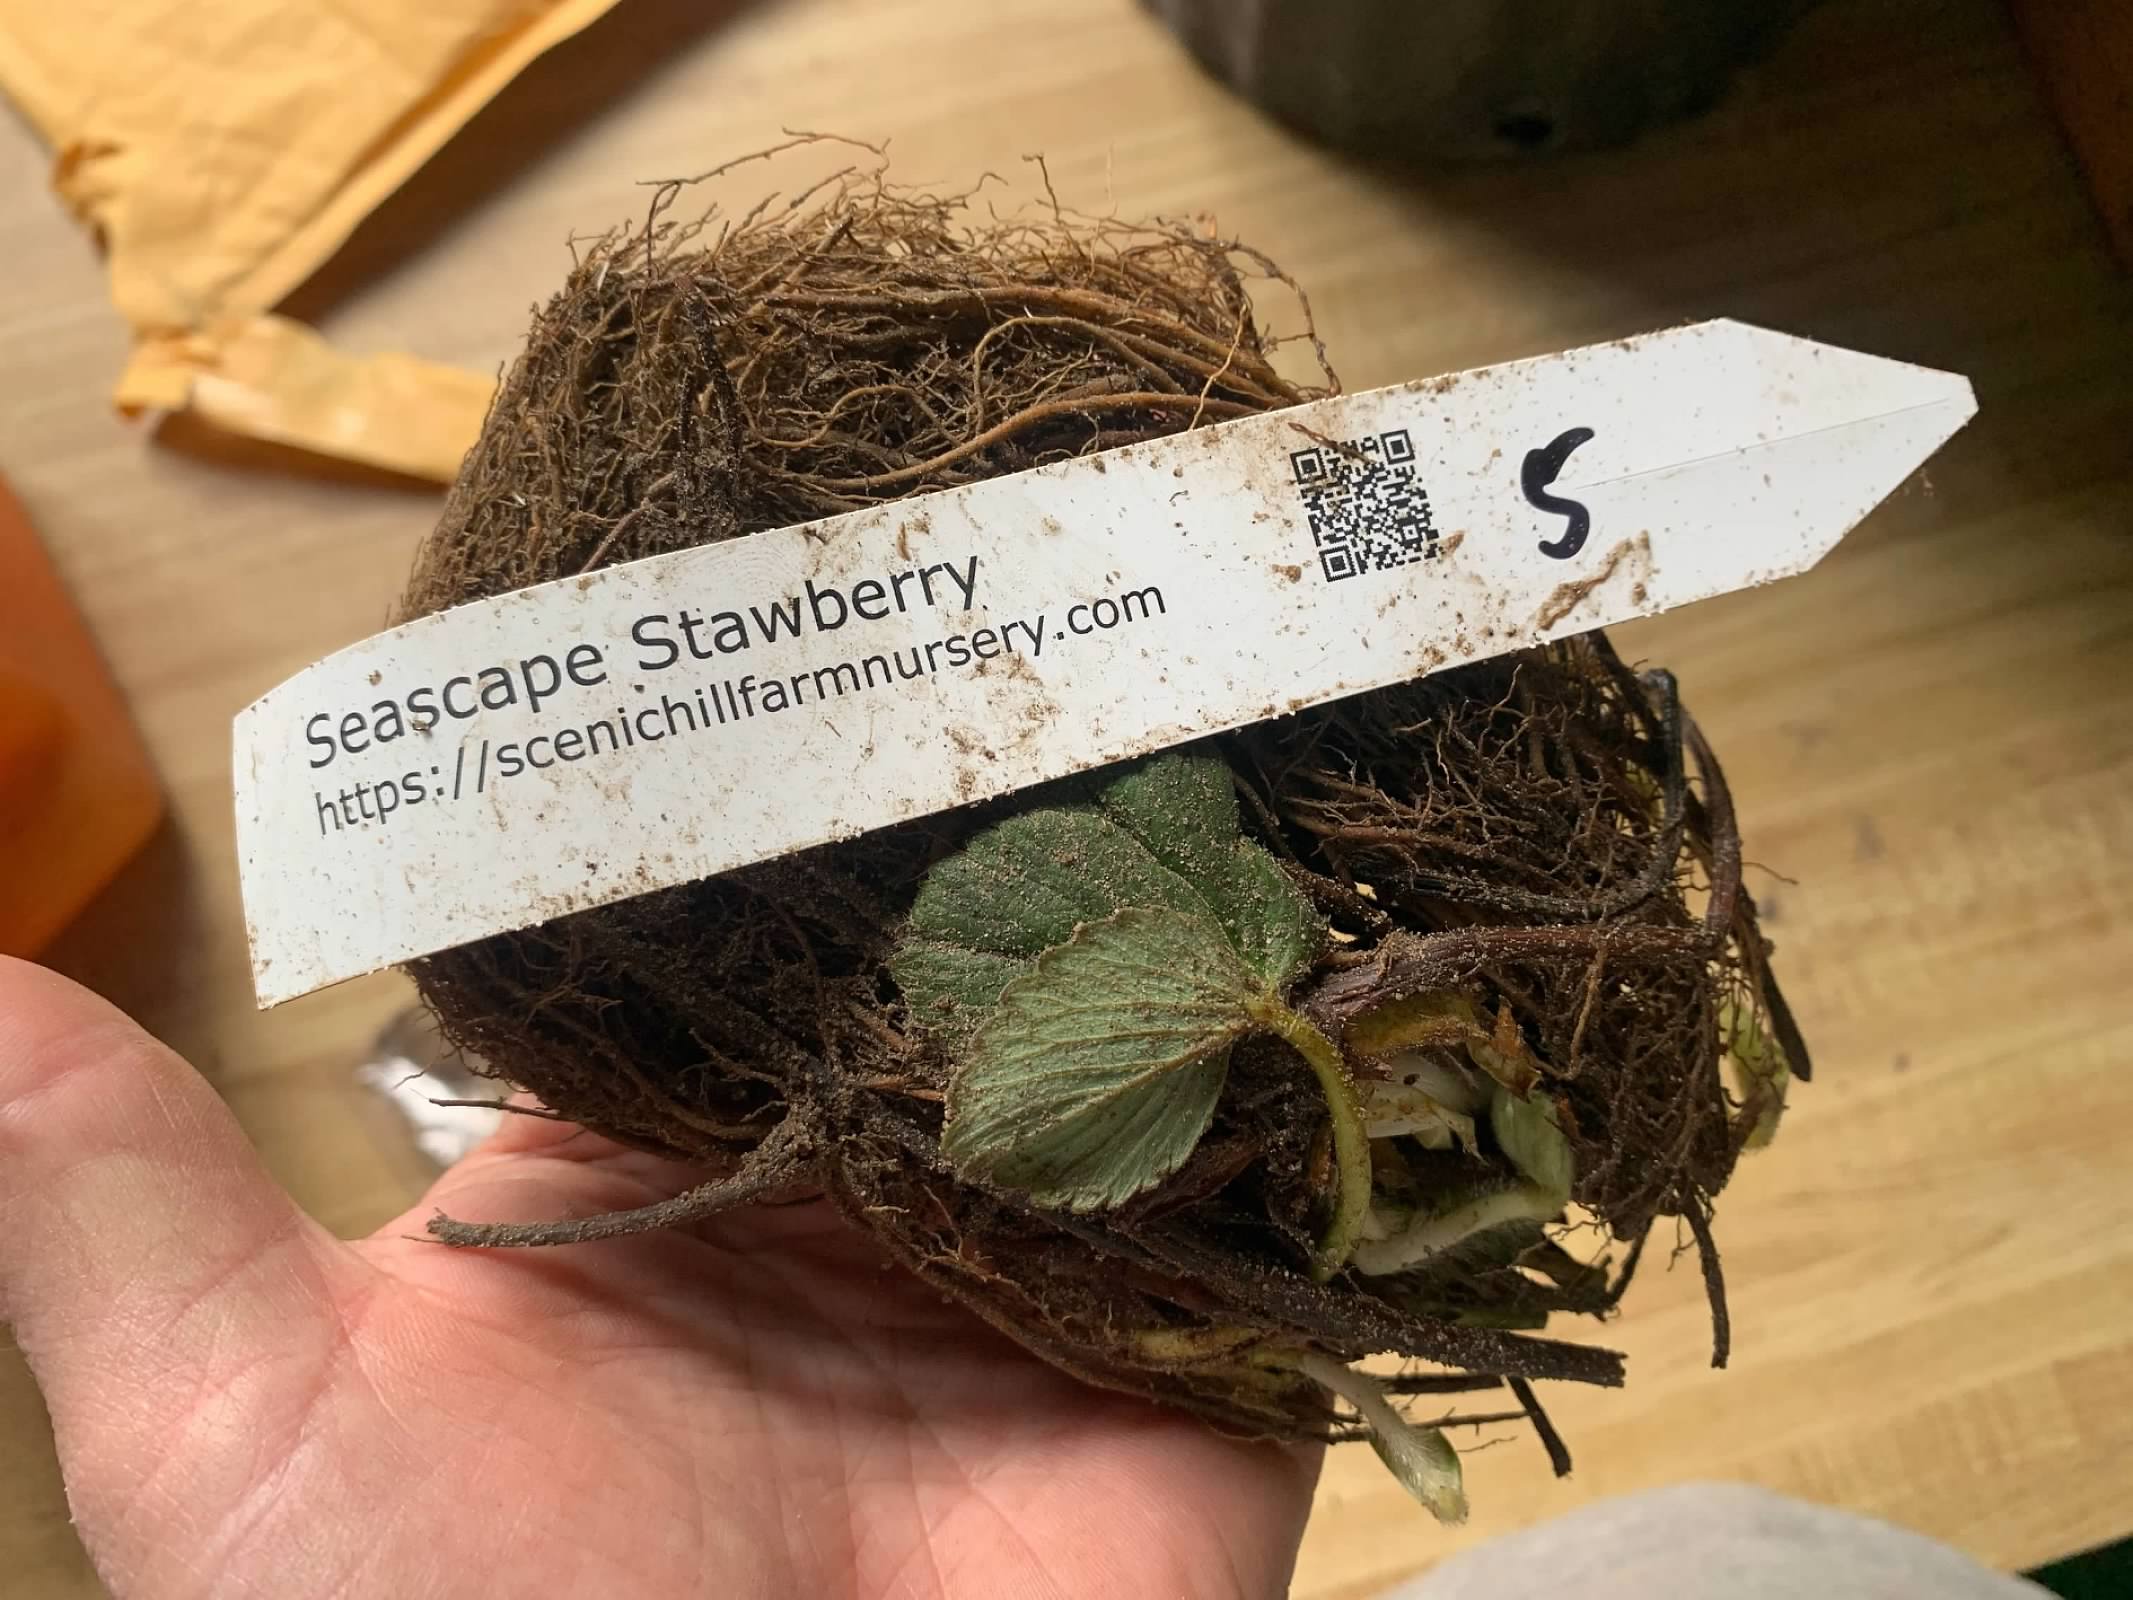 Seascape Stawberry
https://scenichillfarmnursery.com
S